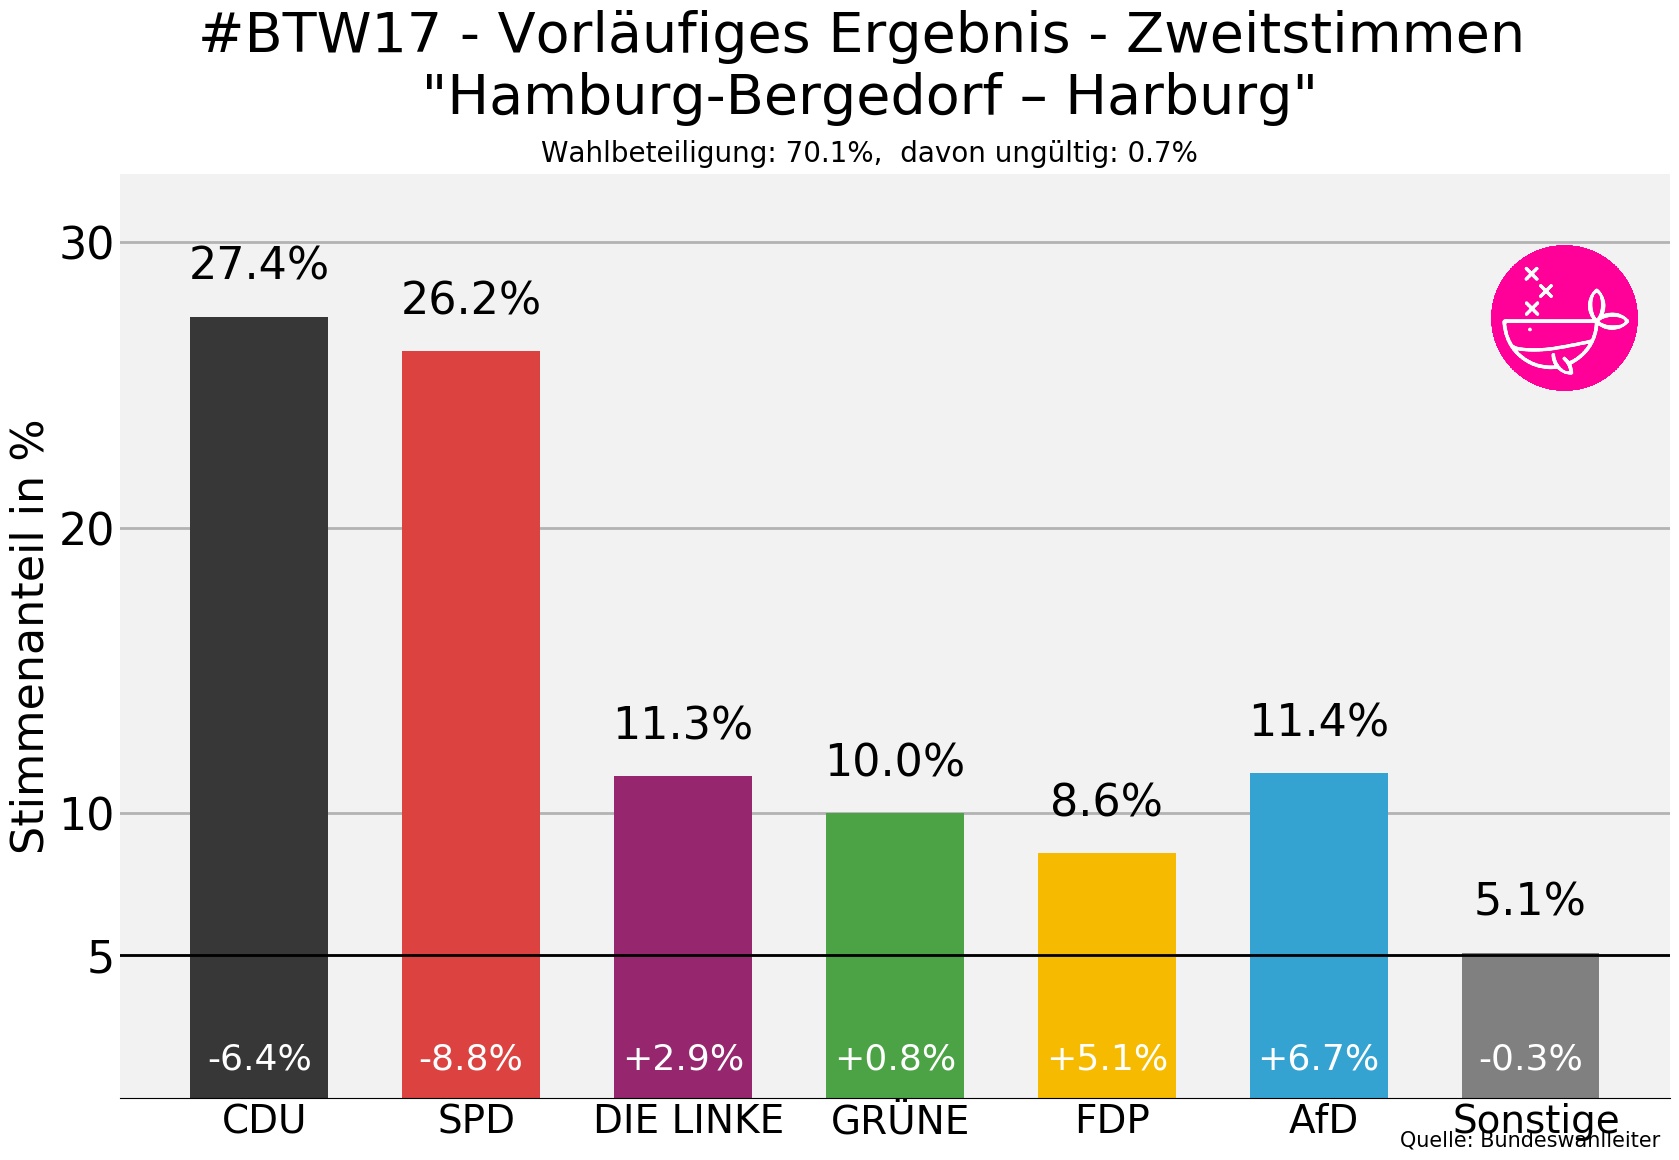 #BTW17 - Vorläufiges Ergebnis - Zweitstimmen
"Hamburg-Bergedorf – Harburg"
Wahlbeteiligung: 70.1%, davon ungültig: 0.7%
Stimmenanteil in %
30
20
10
5
27.4%
26.2%
11.3%
10.0%
8.6%
11.4%
5.1%
-6.4%
-8.8%
+2.9%
+0.8%
+5.1%
+6.7%
-0.3%
CDU
SPD
DIE LINKE
GRÜNE
FDP
AfD
Sonstige
Quelle: Bundeswahlleiter